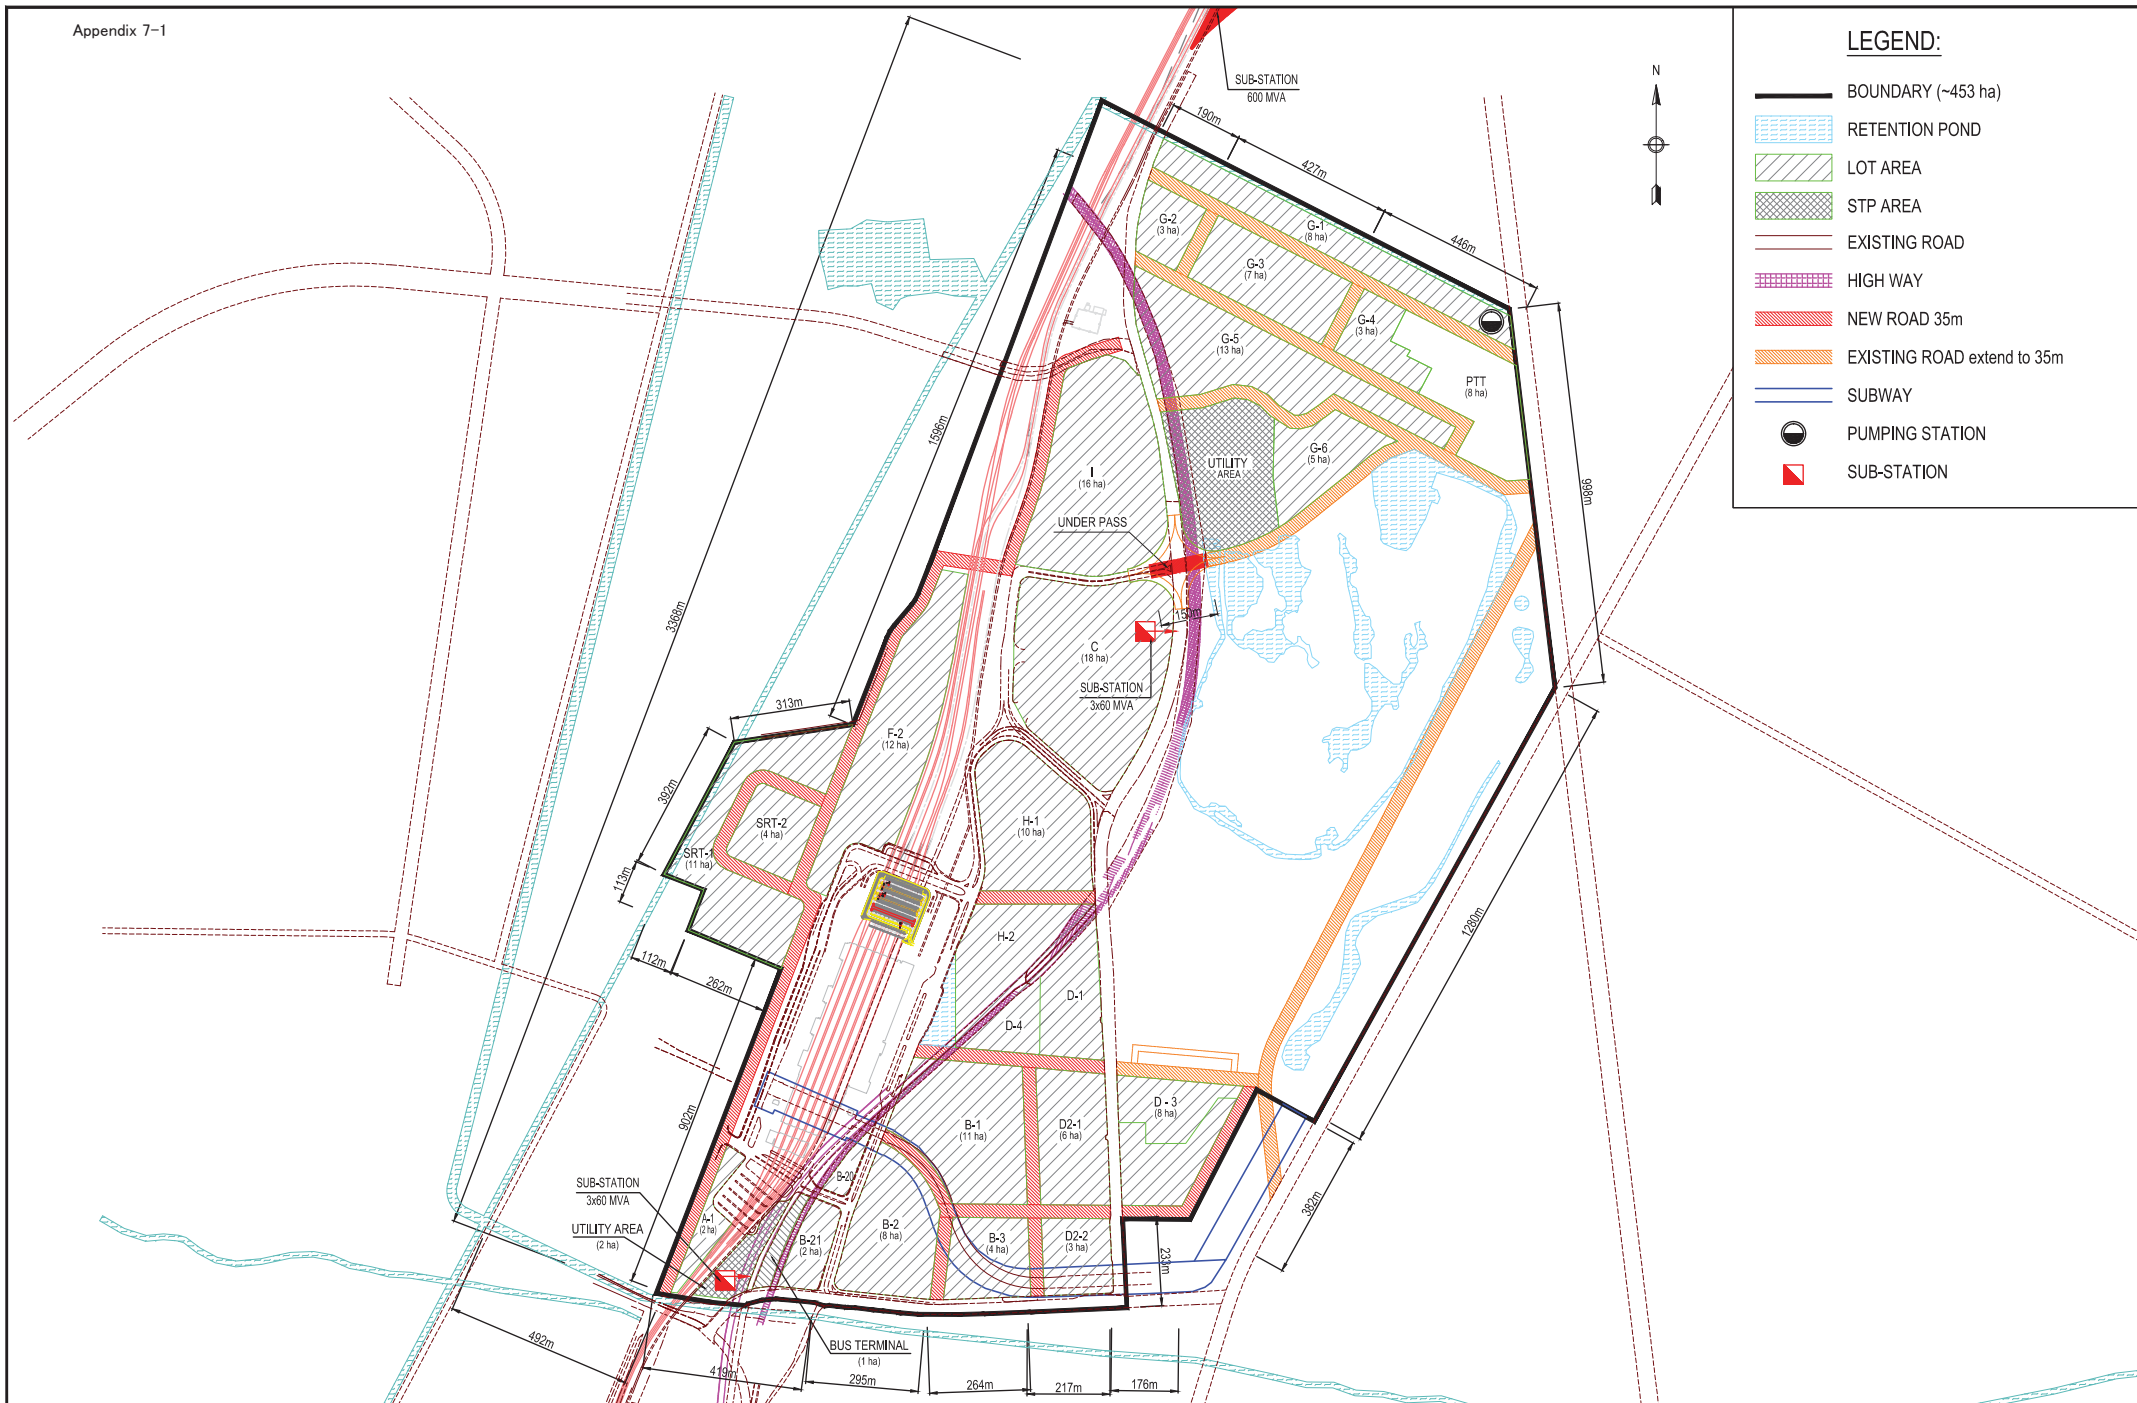 Appendix 7-1
LEGEND:
BOUNDARY (~453 ha)
RETENTION POND
LOT AREA
STP AREA
EXISTING ROAD
HIGH WAY
NEW ROAD 35m
EXISTING ROAD extend to 35m
SUBWAY
PUMPING STATION
SUB-STATION
N
SUB-STATION
600 MVA
190m
427m
446m
G-2
(3 ha)
G-1
(8 ha)
G-3
(7 ha)
G-4
(3 ha)
G-5
(13 ha)
PTT
(8 ha)
1596m
G-6
(5 ha)
UTILITY
AREA
I
(16 ha)
998m
UNDER PASS
3368m
150m
C
(18 ha)
SUB-STATION
3x60 MVA
313m
F-2
(12 ha)
392m
SRT-2
(4 ha)
H-1
(10 ha)
SRT-1
(11 ha)
113m
1280m
H-2
112m
262m
D-1
D-4
902m
D - 3
(8 ha)
B-1
(11 ha)
D2-1
(6 ha)
B-20
SUB-STATION
3x60 MVA
382m
A-1
(2 ha)
UTILITY AREA
(2 ha)
B-2
(8 ha)
B-21
(2 ha)
B-3
(4 ha)
D2-2
(3 ha)
233m
492m
BUS TERMINAL
(1 ha)
419m
295m
264m
217m
176m